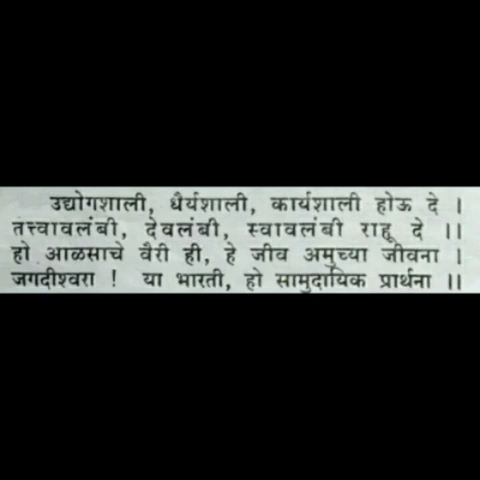 उद्योगशाली, धैर्यशाली, कार्यशाली होऊ दे ।
तत्त्वावलंबी, देवलंबी, स्वावलंबी राहू दे ।।
हो आळसाचे वैरी ही, हे जीव अमुच्या जीवना ।
जगदीश्वरा ! या भारती, हो सामुदायिक प्रार्थना ।।